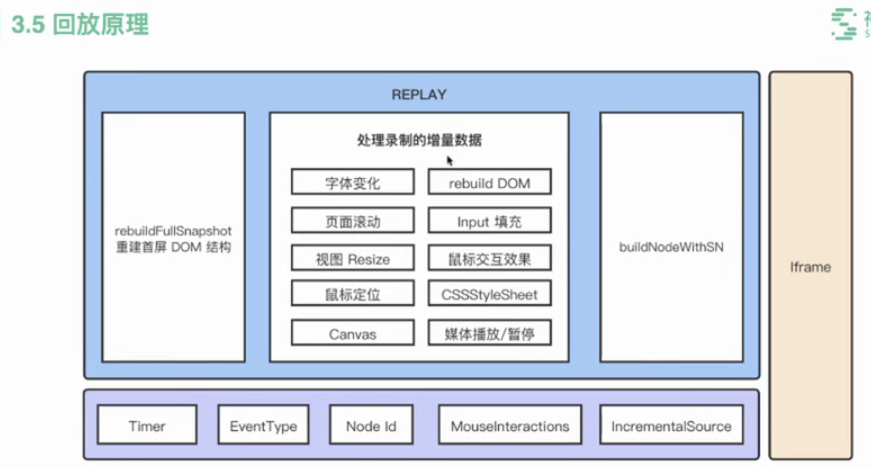 3.5 回放原理
REPLAY
rebuildFullSnapshot
重建首屏 DOM 结构
处理录制的增量数据
字体变化
rebuild DOM
页面滚动
Input 填充
视图 Resize
鼠标交互效果
鼠标定位
CSSStyleSheet
Canvas
媒体播放/暂停
buildNodeWithSN
Iframe
Timer
EventType
Node Id
MouseInteractions
IncrementalSource